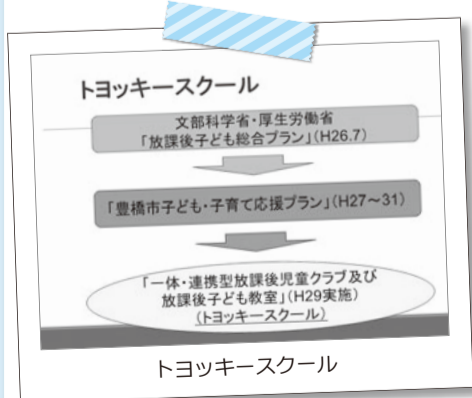 トヨッキースクール
文部科学省・厚生労働省
「放課後子ども総合プラン」(H26.7)
「豊橋市子ども・子育て応援プラン」(H27～31)
「一体・連携型放課後児童クラブ及び
放課後子ども教室」(H29実施)
(トヨッキースクール)
トヨッキースクール